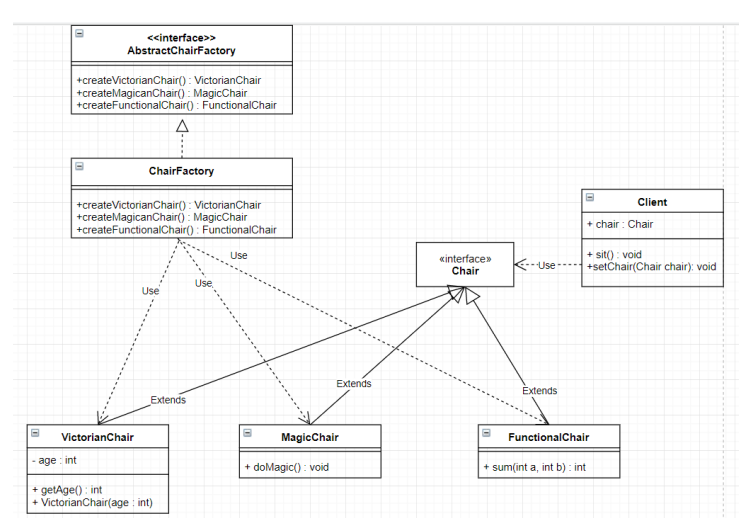 <<interface>>
AbstractChairFactory
+createVictorianChair() : VictorianChair
+createMagicanChair() : MagicChair
+createFunctionalChair() : FunctionalChair
ChairFactory
+createVictorianChair() : VictorianChair
+createMagicanChair() : MagicChair
+createFunctionalChair() : FunctionalChair
Client
+ chair : Chair
+ sit() : void
+setChair(Chair chair): void
«interface»
Chair
Use
Use
Use
Use
Extends
Extends
Extends
VictorianChair
- age : int
+ getAge() : int
+ VictorianChair(age : int)
MagicChair
+ doMagic() : void
FunctionalChair
+ sum(int a, int b) : int